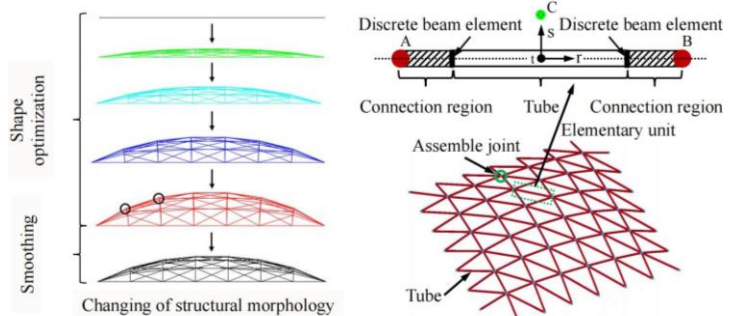 Shape
optimization
Smoothing
Changing of structural morphology
C
Discrete beam element
Discrete beam element
A
s
B
t
r
Connection region
Tube
Connection region
Elementary unit
Assemble joint
Tube